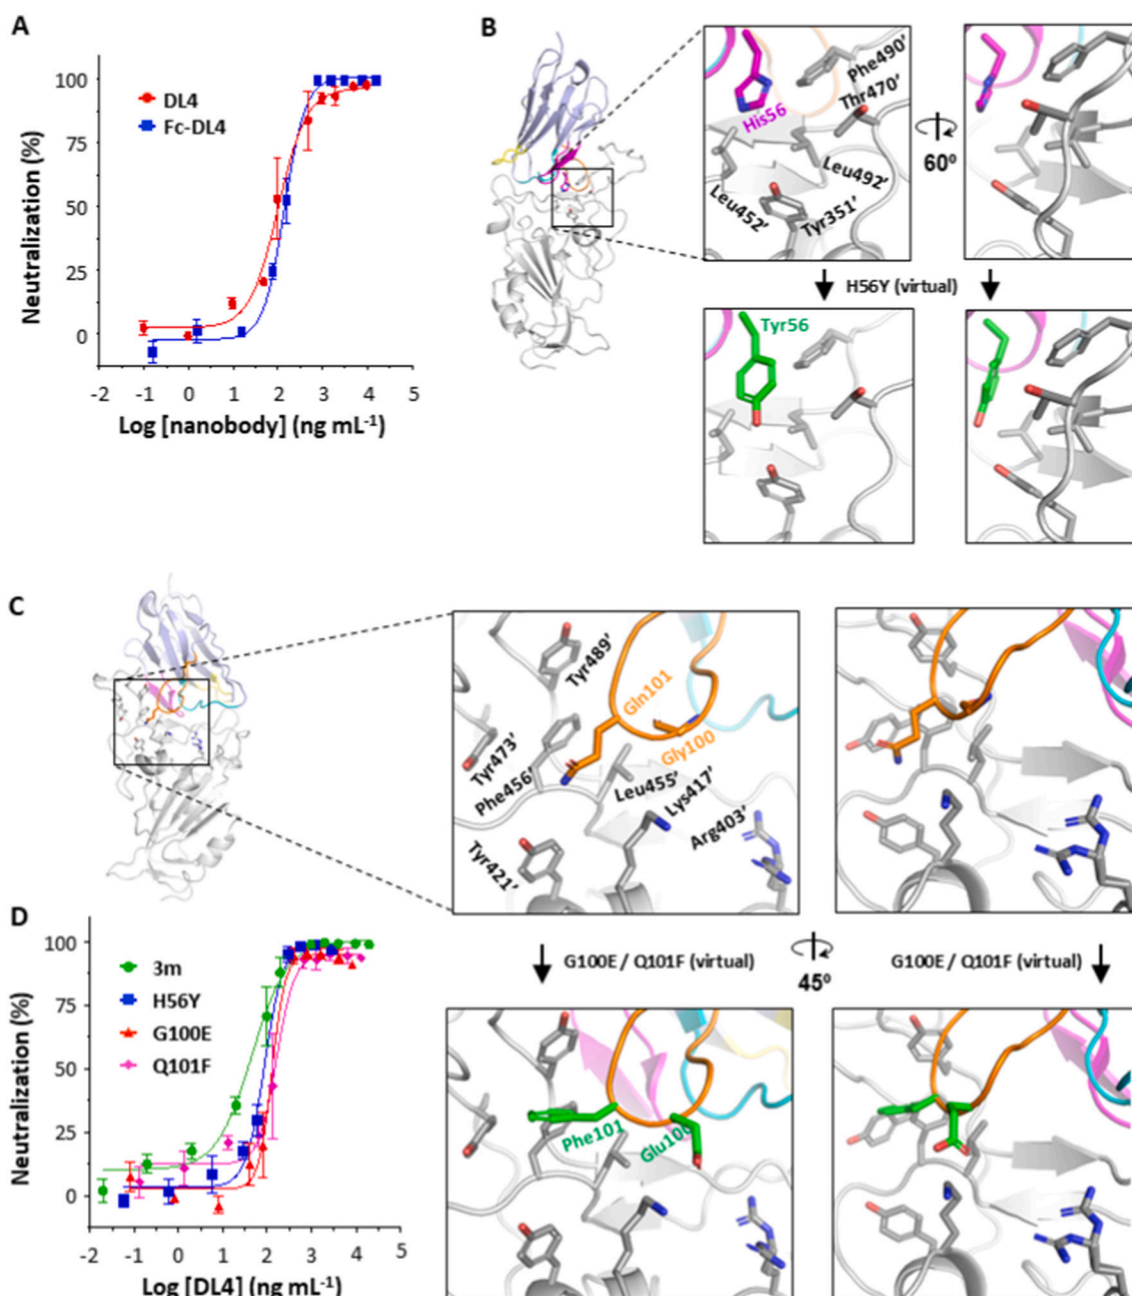 A
Neutralization (%)
100
75
50
25
0
DL4
Fc-DL4
-2 -1 0 1 2 3 4 5
Log [nanobody] (ng mL-1)
B
His56
Phe490’
Thr470’
Leu492’
Leu452’
Tyr351’
60º
H56Y (virtual)
Tyr56
C
Tyr489’
Gln101
Gly100
Tyr473’
Phe456’
Leu455’
Lys417’
Arg403’
Tyr421’
G100E / Q101F (virtual)
45º
G100E / Q101F (virtual)
Phe101
Glu100
D
Neutralization (%)
100
75
50
25
0
3m
H56Y
G100E
Q101F
-2 -1 0 1 2 3 4 5
Log [DL4] (ng mL-1)